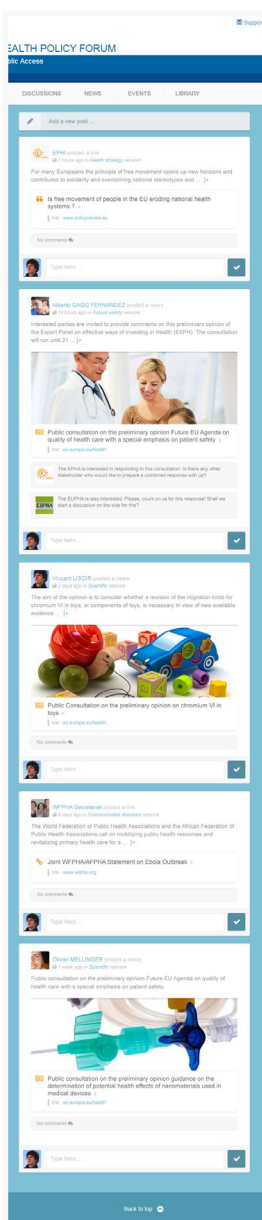 Suppor
EALTH POLICY FORUM
blic Access
DISCUSSIONS NEWS EVENTS LIBRARY
Add a new post ...
EPHI posted a link
2 hours ago in Health strategy network
For many Europeans the principle of free movement opens up new horizons and
contributes to solidarity and overcoming national stereotypes and ... [+
Is free movement of people in the EU eroding national health
systems ? ›
link : www.policyreview.eu
No comments
Type here ...
Alberto GAGO FERNANDEZ posted a news
19 hours ago in Patient safety network
Interested parties are invited to provide comments on this preliminary opinion of
the Expert Panel on effective ways of investing in Health (EXPH). The consultation
will run until 21 ... [+
Public consultation on the preliminary opinion Future EU Agenda on
quality of health care with a special emphasis on patient safety ›
link : ec.europa.eu/health
The EPHA is interested in responding to this consultation. Is there any other
stakeholder who would like to prepare a combined response with us?
EUPHA
The EUPHA is also interested. Please, count on us for this response! Shall we
start a discussion on the side for this?
Type here ...
Vincent LISOIR posted a news
2 days ago in Scientific network
The aim of the opinion is to consider whether a revision of the migration limits for
chromium VI in toys, or components of toys, is necessary in view of new available
evidence ... [+
Public Consultation on the preliminary opinion on chromium VI in
toys ›
link : ec.europa.eu/health
No comments
Type here ...
WFPHA Secretariat posted a link
4 days ago in Communicable diseases network
The World Federation of Public Health Associations and the African Federation of
Public Health Associations call on mobilizing public health resources and
revitalizing primary health care for a ... [+
Joint WFPHA/AFPHA Statement on Ebola Outbreak ›
link : www.wfpha.org
No comments
Type here ...
Olivier MELLINGER posted a news
1 week ago in Scientific network
Public consultation on the preliminary opinion Future EU Agenda on quality of
health care with a special emphasis on patient safety
Public consultation on the preliminary opinion guidance on the
determination of potential health effects of nanomaterials used in
medical devices ›
link : ec.europa.eu/health
No comments
Type here ...
Back to top